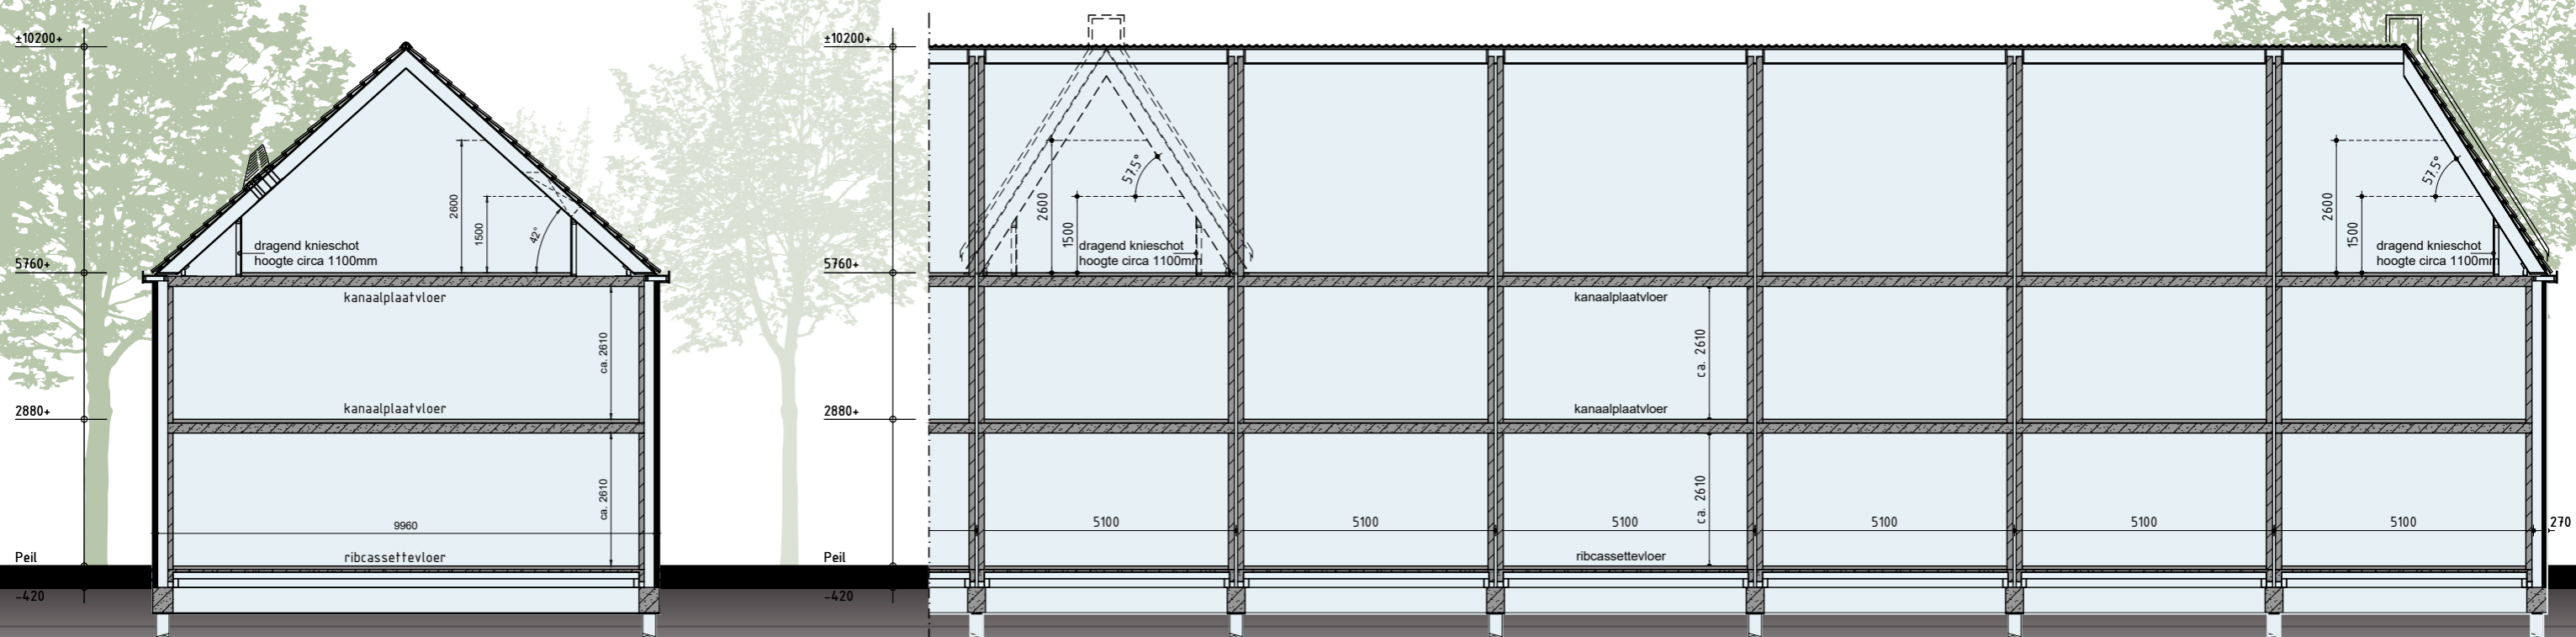 ±10200+
5760+
2880+
Peil
-420
2600
1500
42°
dragend knieschot
hoogte circa 1100mm
kanaalplaatvloer
ca. 2610
kanaalplaatvloer
ca. 2610
9960
ribcassettevloer
±10200+
5760+
2880+
Peil
-420
2600
1500
57.5°
dragend knieschot
hoogte circa 1100mm
2600
1500
57.5°
dragend knieschot
hoogte circa 1100mm
kanaalplaatvloer
ca. 2610
kanaalplaatvloer
ca. 2610
5100
5100
5100
5100
5100
5100
270
ribcassettevloer